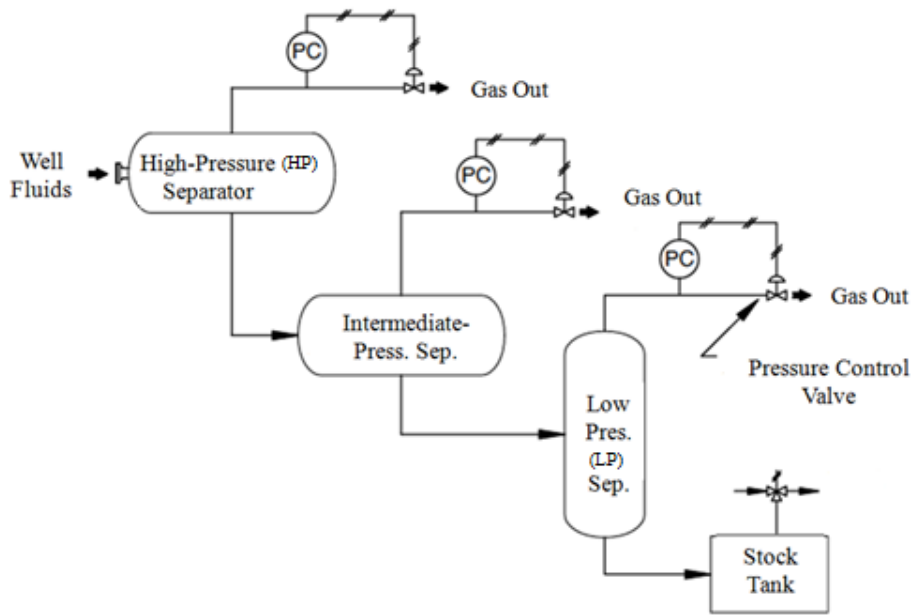 PC
Gas Out
Well
Fluids
High-Pressure (HP)
Separator
PC
Gas Out
PC
Gas Out
Intermediate-
Press. Sep.
Pressure Control
Valve
Low
Pres.
(LP)
Sep.
Stock
Tank